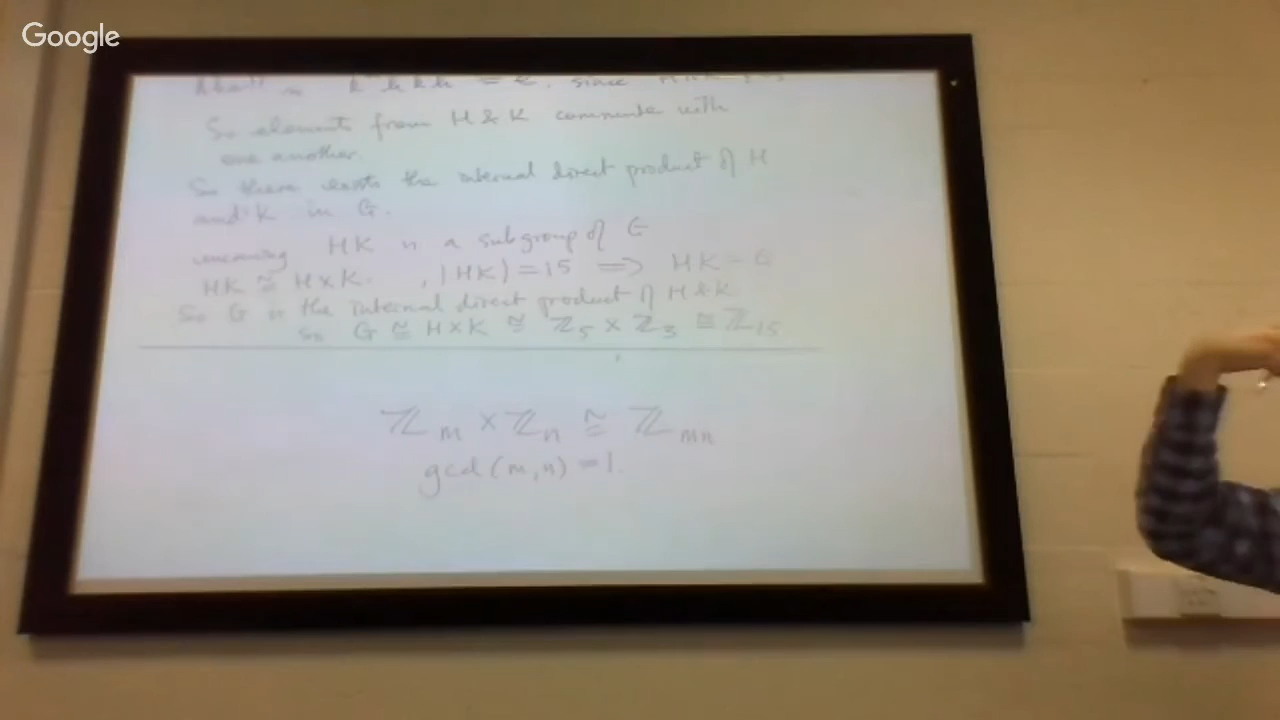 Google
= e, since
So elements from H & K commute with
one another.
So there exists the internal direct product of H
and K in G.
meaning HK is a subgroup of G
HK ≅ H×K. , |HK| = 15 ⟹ HK = G
So G is the internal direct product of H & K
so G ≅ H×K ≅ ℤ₅ × ℤ₃ ≅ ℤ₁₅
ℤₘ × ℤₙ ≅ ℤₘₙ
gcd(m,n) = 1.